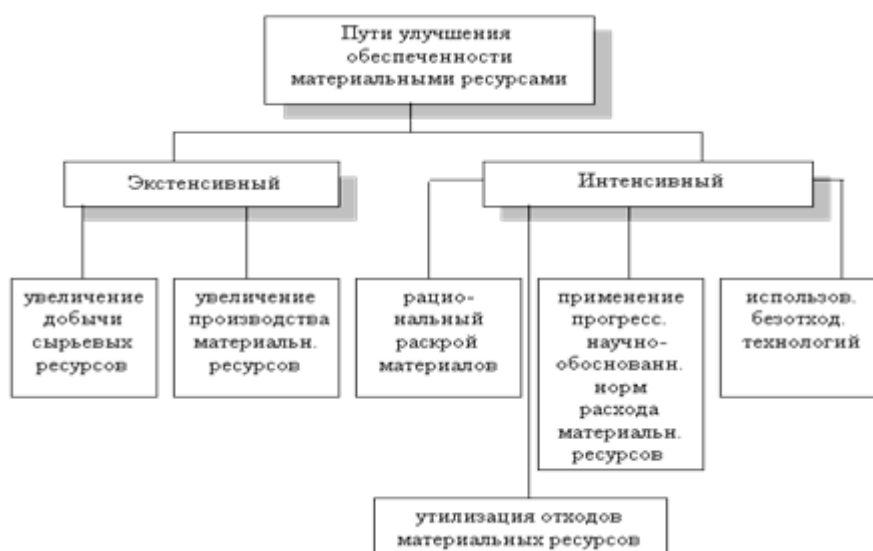 Пути улучшения
обеспеченности
материальными ресурсами
Экстенсивный
Интенсивный
увеличение
добычи
сырьевых
ресурсов
увеличение
производства
материальн.
ресурсов
рацио-
нальный
раскрой
материалов
применение
прогресс.
научно-
обоснованн.
норм
расхода
материальн.
ресурсов
использов.
безотход.
технологий
утилизация отходов
материальных ресурсов